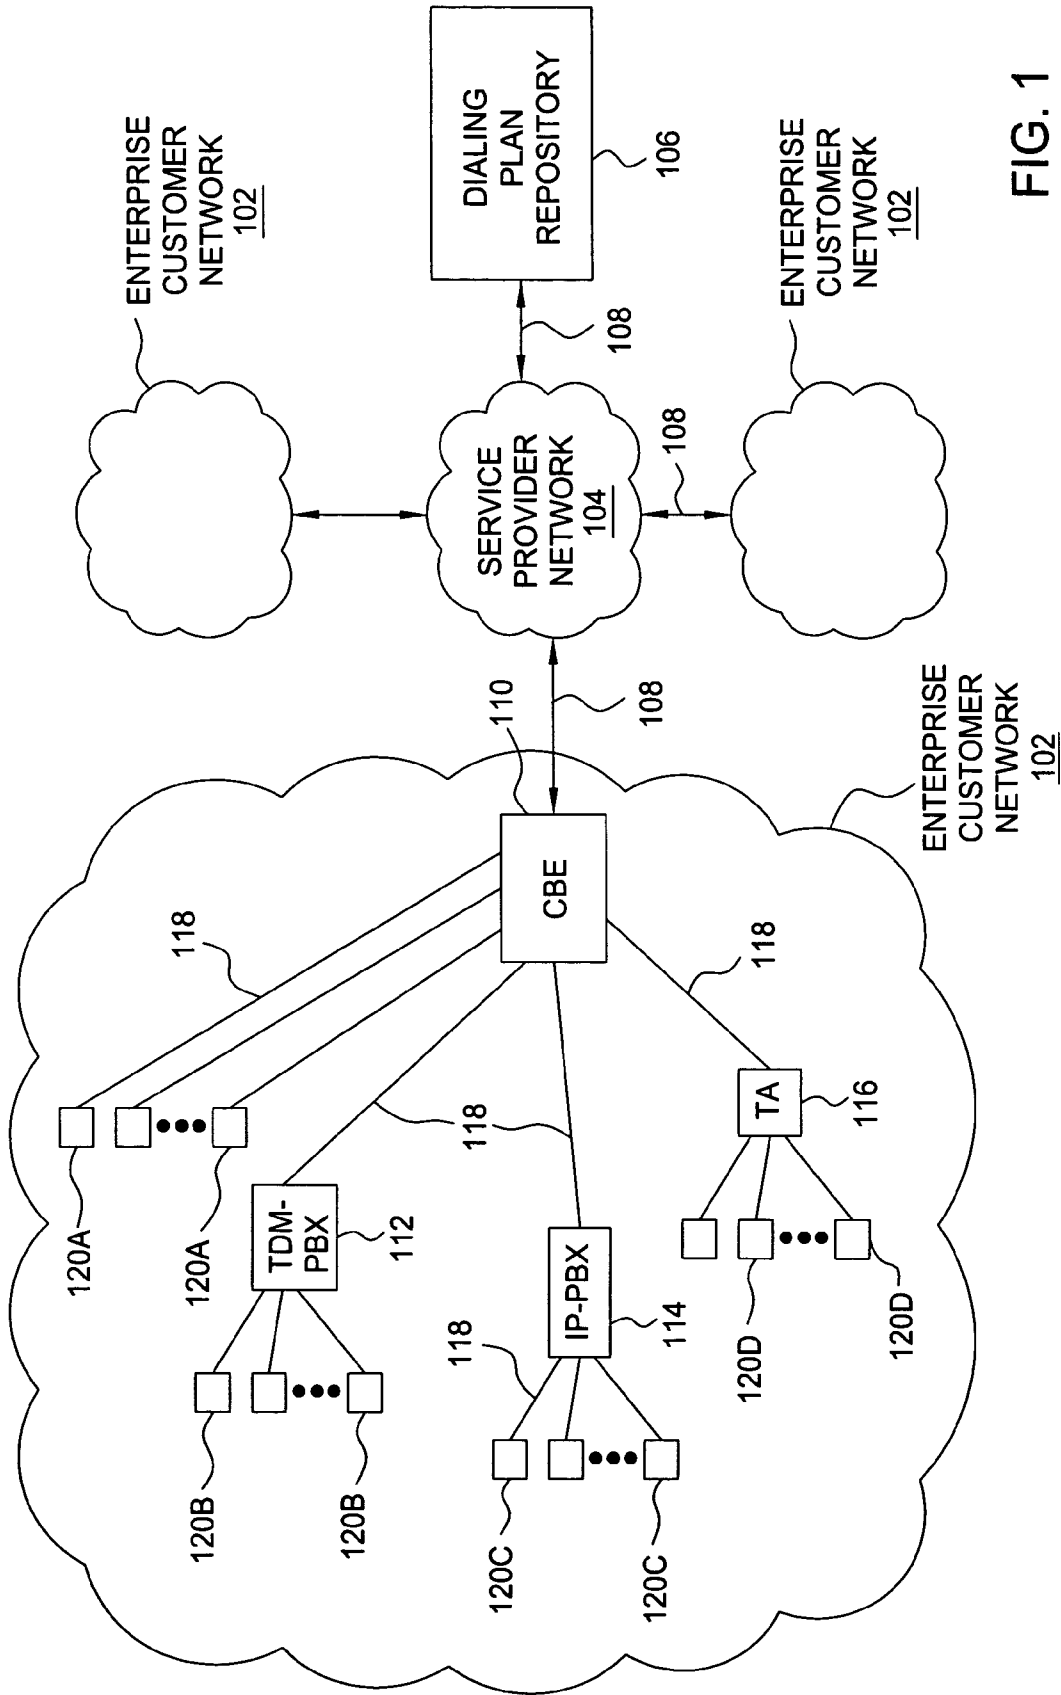 ENTERPRISE
CUSTOMER
NETWORK
102
DIALING
PLAN
REPOSITORY
106
108
SERVICE
PROVIDER
NETWORK
104
108
ENTERPRISE
CUSTOMER
NETWORK
102
108
110
CBE
ENTERPRISE
CUSTOMER
NETWORK
102
118
118
118
120A
120A
TDM-
PBX
112
120B
120B
IP-PBX
114
118
120C
120C
TA
116
120D
120D
FIG. 1